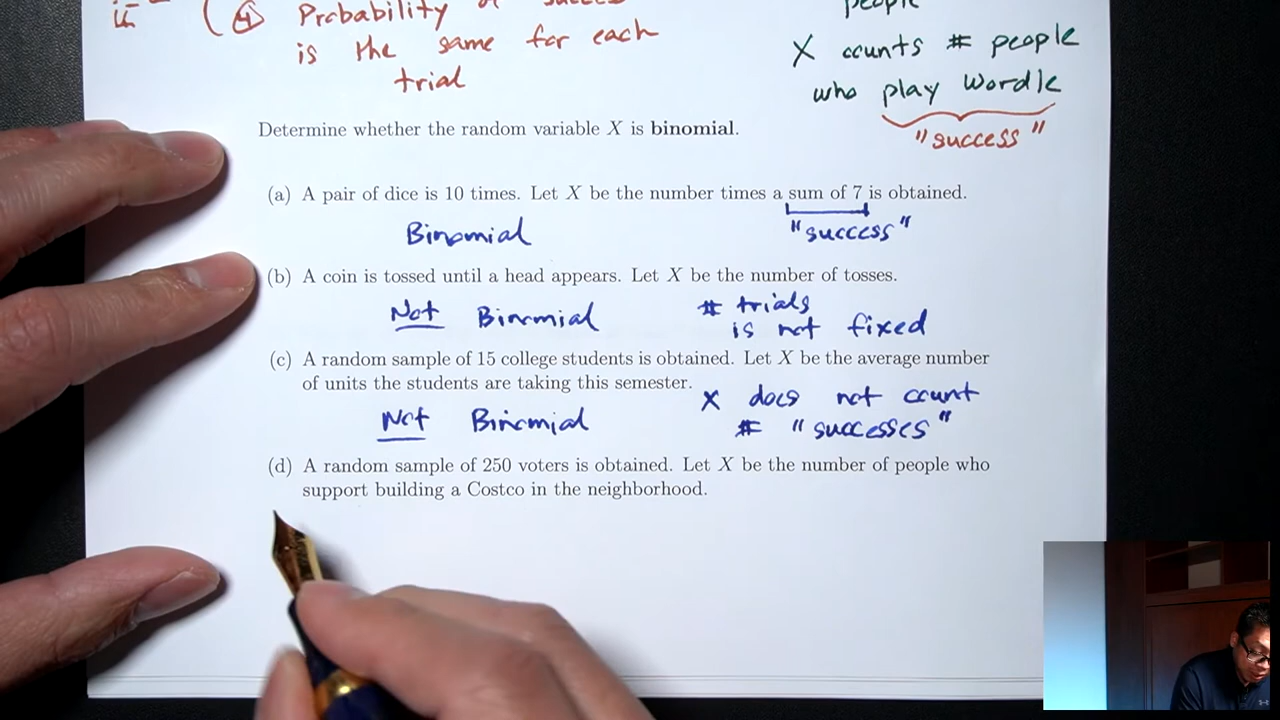 (4) Probability of success
is the same for each
trial
people
X counts # people
who play Wordle
"success"
Determine whether the random variable X is binomial.
(a) A pair of dice is 10 times. Let X be the number times a sum of 7 is obtained.
Binomial
"success"
(b) A coin is tossed until a head appears. Let X be the number of tosses.
Not Binomial
# trials
is not fixed
(c) A random sample of 15 college students is obtained. Let X be the average number
of units the students are taking this semester.
Not Binomial
X does not count
# "successes"
(d) A random sample of 250 voters is obtained. Let X be the number of people who
support building a Costco in the neighborhood.